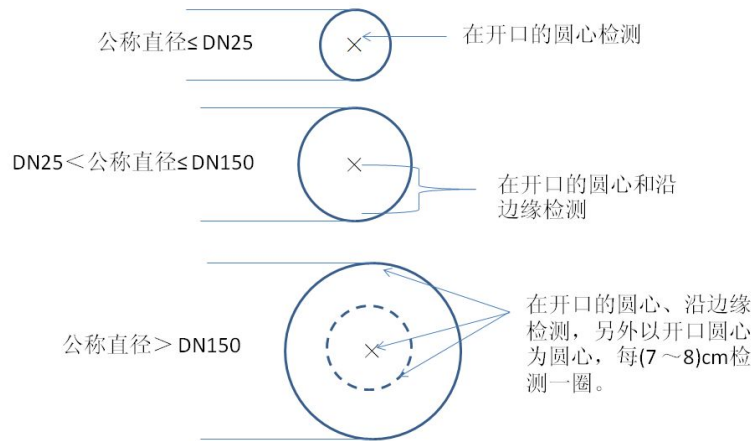 公称直径≤DN25
在开口的圆心检测
DN25＜公称直径≤DN150
在开口的圆心和沿
边缘检测
公称直径＞DN150
在开口的圆心、沿边缘
检测，另外以开口圆心
为圆心，每(7～8)cm检
测一圈。